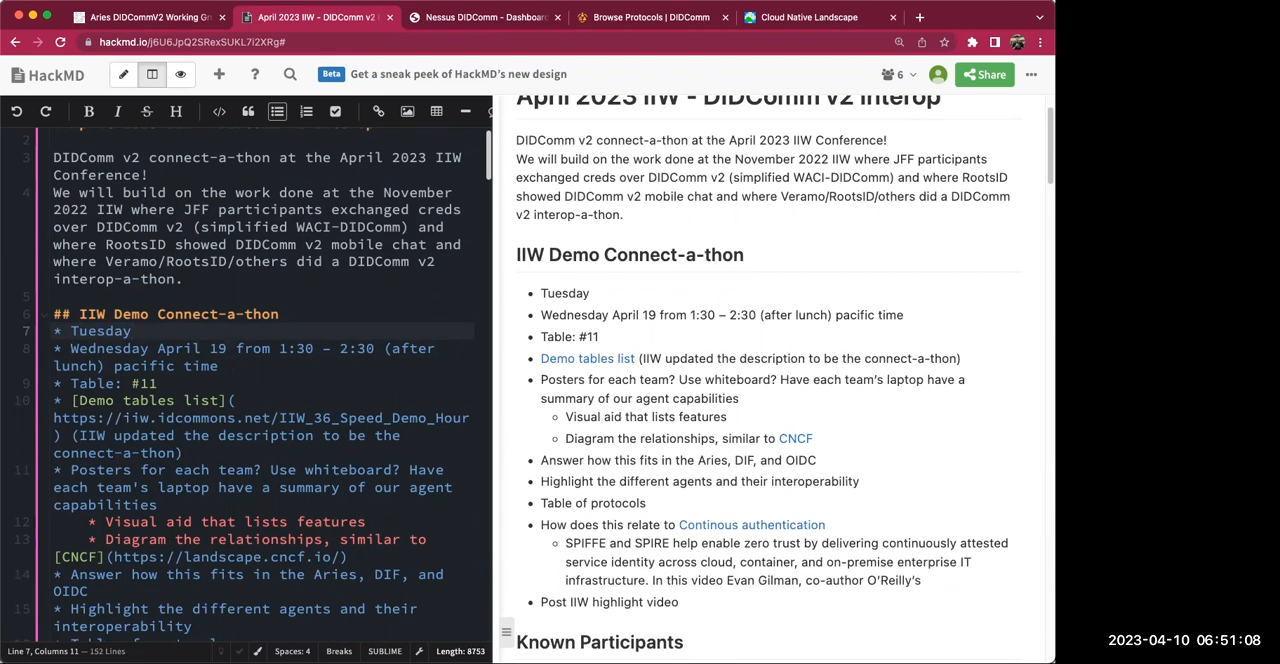 Aries DIDCommV2 Working Gr
April 2023 IIW - DIDComm v2 I
Nessus DIDComm - Dashboar
Browse Protocols | DIDComm
Cloud Native Landscape
hackmd.io/j6U6JpQ2SRexSUKL7i2XRg#
HackMD
Beta
Get a sneak peek of HackMD's new design
6
Share
B I S H
2
3 DIDComm v2 connect-a-thon at the April 2023 IIW
Conference!
4 We will build on the work done at the November
2022 IIW where JFF participants exchanged creds
over DIDComm v2 (simplified WACI-DIDComm) and
where RootsID showed DIDComm v2 mobile chat and
where Veramo/RootsID/others did a DIDComm v2
interop-a-thon.
5
6 ## IIW Demo Connect-a-thon
7 * Tuesday
8 * Wednesday April 19 from 1:30 – 2:30 (after
lunch) pacific time
9 * Table: #11
10 * [Demo tables list](
https://iiw.idcommons.net/IIW_36_Speed_Demo_Hour
) (IIW updated the description to be the
connect-a-thon)
11 * Posters for each team? Use whiteboard? Have
each team's laptop have a summary of our agent
capabilities
12 * Visual aid that lists features
13 * Diagram the relationships, similar to
[CNCF](https://landscape.cncf.io/)
14 * Answer how this fits in the Aries, DIF, and
OIDC
15 * Highlight the different agents and their
interoperability
Line 7, Columns 11 — 152 Lines
Spaces: 4
Breaks
SUBLIME
Length: 8753
April 2023 IIW - DIDComm v2 Interop
DIDComm v2 connect-a-thon at the April 2023 IIW Conference!
We will build on the work done at the November 2022 IIW where JFF participants
exchanged creds over DIDComm v2 (simplified WACI-DIDComm) and where RootsID
showed DIDComm v2 mobile chat and where Veramo/RootsID/others did a DIDComm
v2 interop-a-thon.
IIW Demo Connect-a-thon
• Tuesday
• Wednesday April 19 from 1:30 – 2:30 (after lunch) pacific time
• Table: #11
• Demo tables list (IIW updated the description to be the connect-a-thon)
• Posters for each team? Use whiteboard? Have each team's laptop have a
summary of our agent capabilities
◦ Visual aid that lists features
◦ Diagram the relationships, similar to CNCF
• Answer how this fits in the Aries, DIF, and OIDC
• Highlight the different agents and their interoperability
• Table of protocols
• How does this relate to Continous authentication
◦ SPIFFE and SPIRE help enable zero trust by delivering continuously attested
service identity across cloud, container, and on-premise enterprise IT
infrastructure. In this video Evan Gilman, co-author O'Reilly's
• Post IIW highlight video
Known Participants
2023-04-10 06:51:08